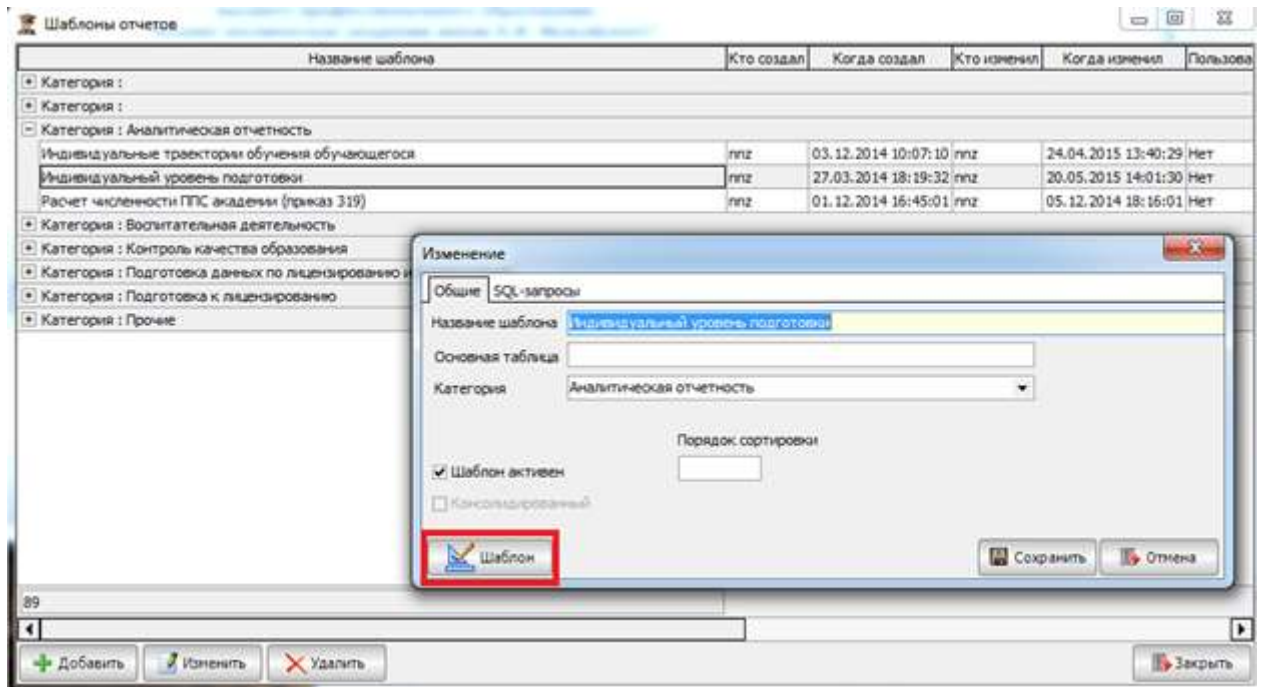 Шаблоны отчетов
Название шаблона Кто создал Когда создал Кто изменил Когда изменил Пользова
Категория :
Категория :
Категория : Аналитическая отчетность
Индивидуальные траектории обучения обучающегося nnz 03.12.2014 10:07:10 nnz 24.04.2015 13:40:29 Нет
Индивидуальный уровень подготовки nnz 27.03.2014 18:19:32 nnz 20.05.2015 14:01:30 Нет
Расчет численности ППС академии (приказ 319) nnz 01.12.2014 16:45:01 nnz 05.12.2014 18:16:01 Нет
Категория : Воспитательная деятельность
Категория : Контроль качества образования
Категория : Подготовка данных по лицензированию и
Категория : Подготовка к лицензированию
Категория : Прочие
Изменение
Общие SQL-запросы
Название шаблона Индивидуальный уровень подготовки
Основная таблица
Категория Аналитическая отчетность
Порядок сортировки
Шаблон активен
Консолидированный
Шаблон Сохранить Отмена
89
Добавить Изменить Удалить Закрыть